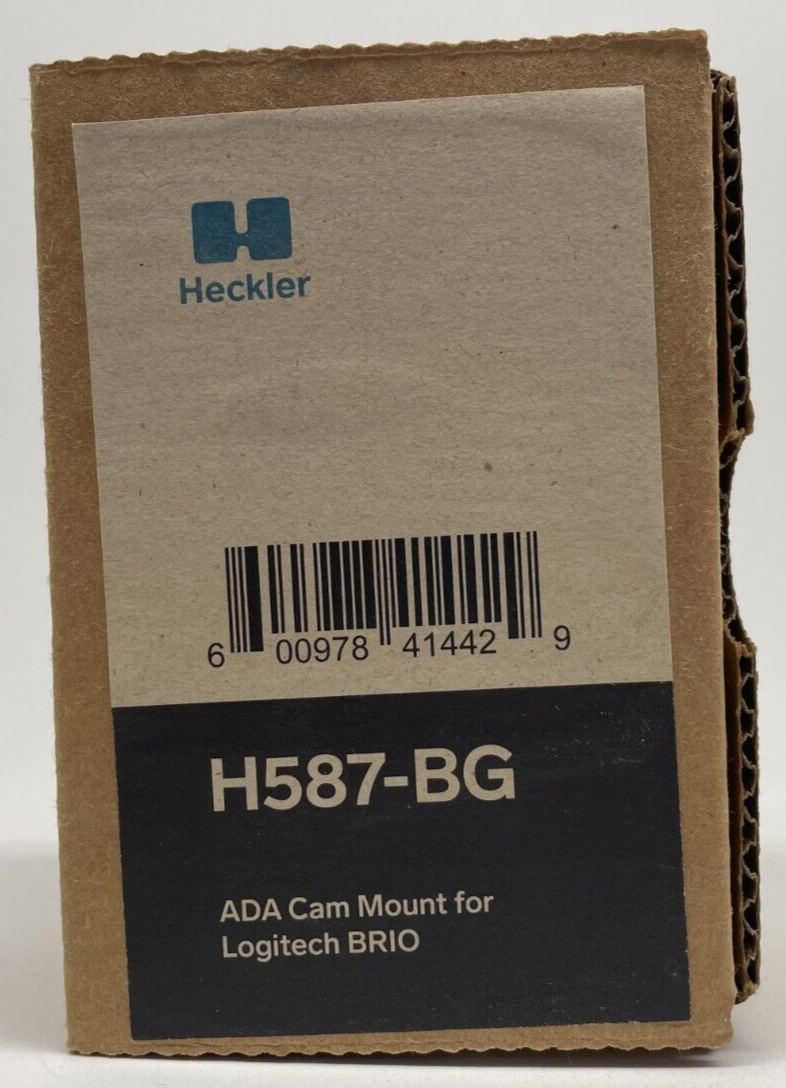 Heckler
6 00978 41442 9
H587-BG
ADA Cam Mount for
Logitech BRIO